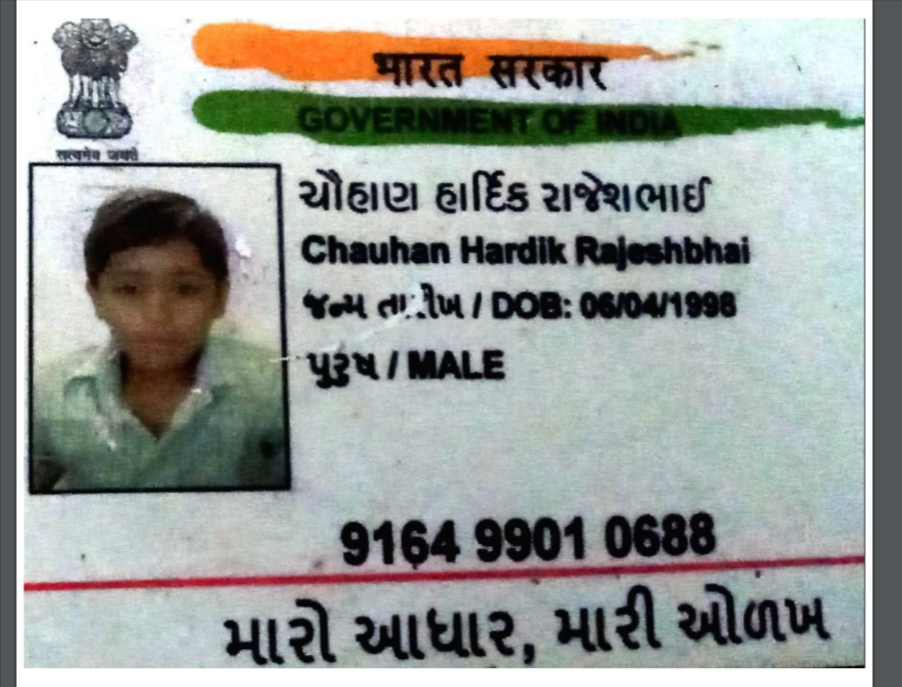 सत्यमेव जयते
भारत सरकार
GOVERNMENT OF INDIA
ચૌહાણ હાર્દિક રાજેશભાઈ
Chauhan Hardik Rajeshbhai
જન્મ તારીખ / DOB: 06/04/1998
પુરુષ / MALE
9164 9901 0688
મારો આધાર, મારી ઓળખ